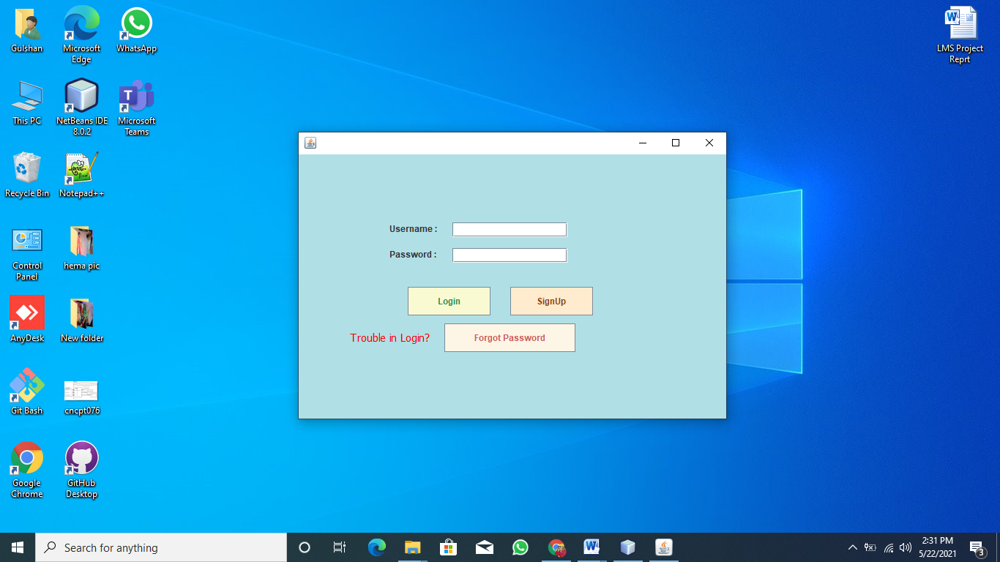 Gulshan
Microsoft
Edge
WhatsApp
LMS Project
Reprt
This PC
NetBeans IDE
8.0.2
Microsoft
Teams
Recycle Bin
Notepad++
Control
Panel
hema pic
AnyDesk
New folder
Git Bash
cncpt076
Google
Chrome
GitHub
Desktop
Username :
Password :
Login
SignUp
Trouble in Login?
Forgot Password
Search for anything
2:31 PM
5/22/2021
3